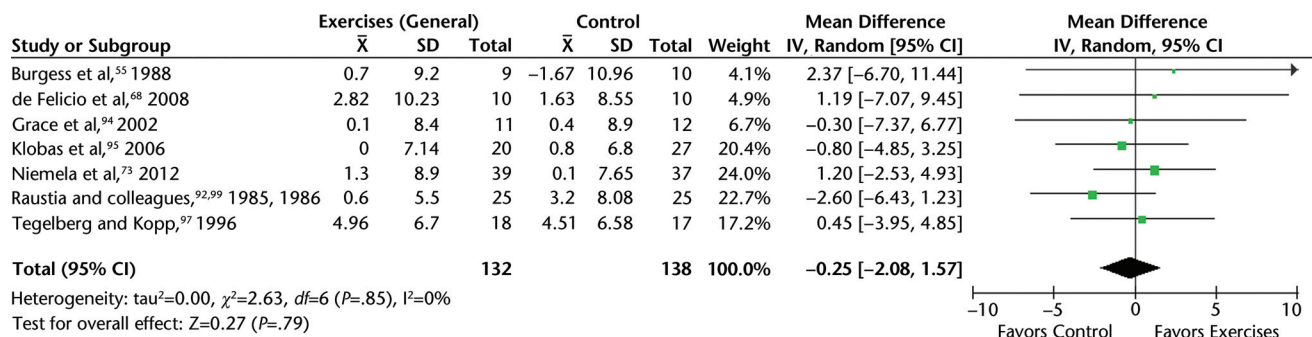 Exercises (General) Control Mean Difference Mean Difference
Study or Subgroup X̅ SD Total X̅ SD Total Weight IV, Random [95% CI] IV, Random, 95% CI
Burgess et al,⁵⁵ 1988 0.7 9.2 9 −1.67 10.96 10 4.1% 2.37 [−6.70, 11.44]
de Felicio et al,⁶⁸ 2008 2.82 10.23 10 1.63 8.55 10 4.9% 1.19 [−7.07, 9.45]
Grace et al,⁹⁴ 2002 0.1 8.4 11 0.4 8.9 12 6.7% −0.30 [−7.37, 6.77]
Klobas et al,⁹⁵ 2006 0 7.14 20 0.8 6.8 27 20.4% −0.80 [−4.85, 3.25]
Niemela et al,⁷³ 2012 1.3 8.9 39 0.1 7.65 37 24.0% 1.20 [−2.53, 4.93]
Raustia and colleagues,⁹²,⁹⁹ 1985, 1986 0.6 5.5 25 3.2 8.08 25 22.7% −2.60 [−6.43, 1.23]
Tegelberg and Kopp,⁹⁷ 1996 4.96 6.7 18 4.51 6.58 17 17.2% 0.45 [−3.95, 4.85]
Total (95% CI) 132 138 100.0% −0.25 [−2.08, 1.57]
Heterogeneity: tau²=0.00, χ²=2.63, df=6 (P=.85), I²=0%
Test for overall effect: Z=0.27 (P=.79)
−10 −5 0 5 10
Favors Control Favors Exercises